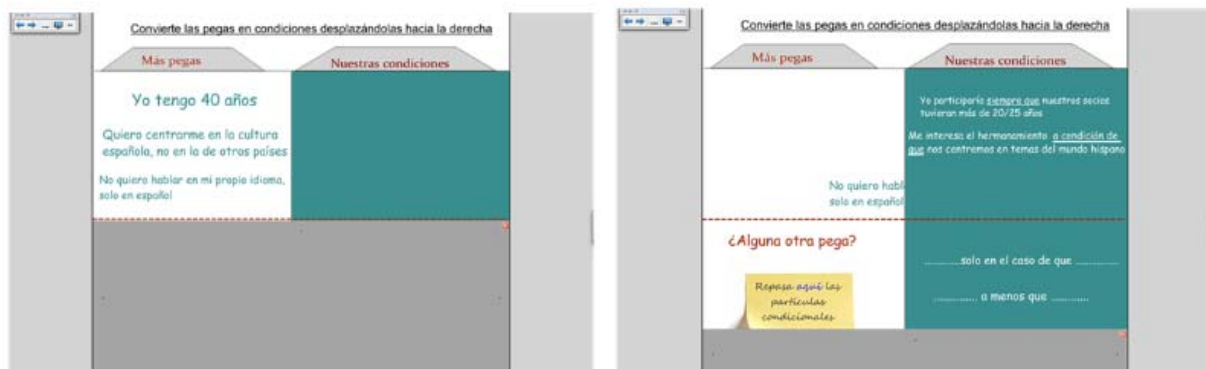 Convierte las pegas en condiciones desplazándolas hacia la derecha
Más pegas
Nuestras condiciones
Yo tengo 40 años
Quiero centrarme en la cultura
española, no en la de otros países
No quiero hablar en mi propio idioma,
solo en español
Convierte las pegas en condiciones desplazándolas hacia la derecha
Más pegas
Nuestras condiciones
Yo participaría siempre que nuestros socios
tuvieran más de 20/25 años
Me interesa el hermanamiento a condición de
que nos centremos en temas del mundo hispano
No quiero habl
solo en español
¿Alguna otra pega?
............solo en el caso de que .............
Repasa aquí las
partículas
condicionales
............. a menos que ...........